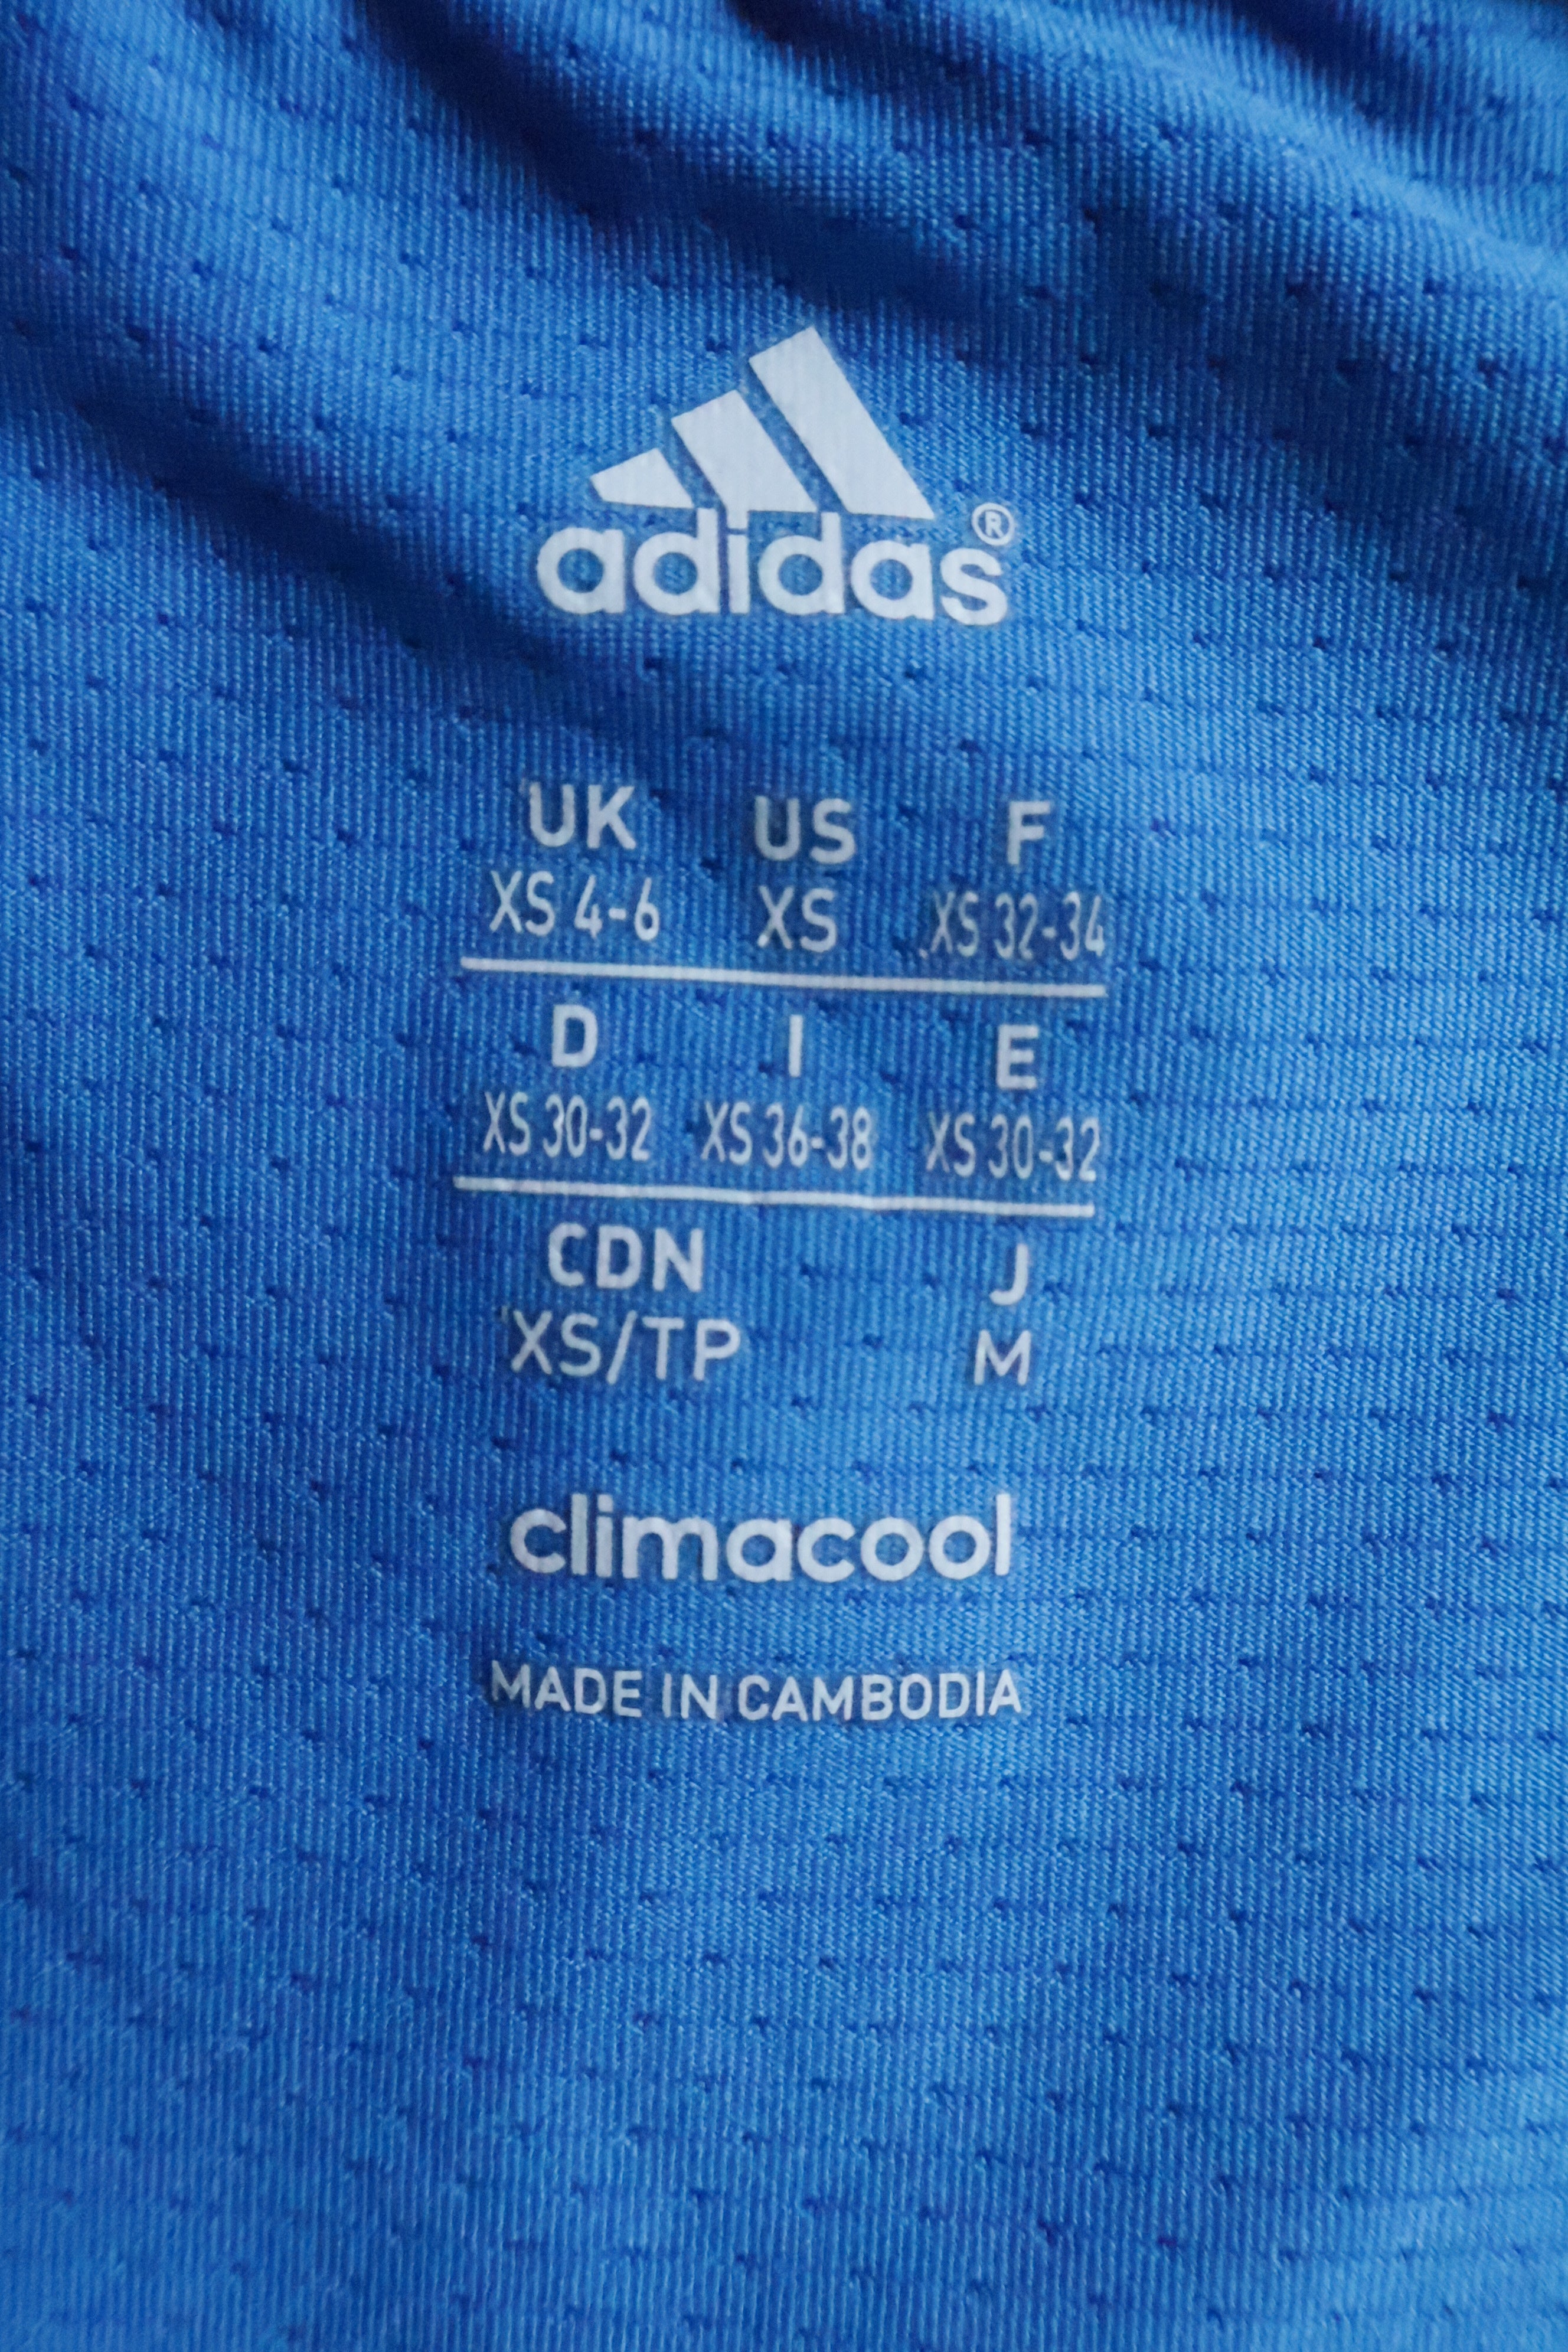 adidas®
UK US F
XS 4-6 XS XS 32-34
D I E
XS 30-32 XS 36-38 XS 30-32
CDN J
XS/TP M
climacool
MADE IN CAMBODIA